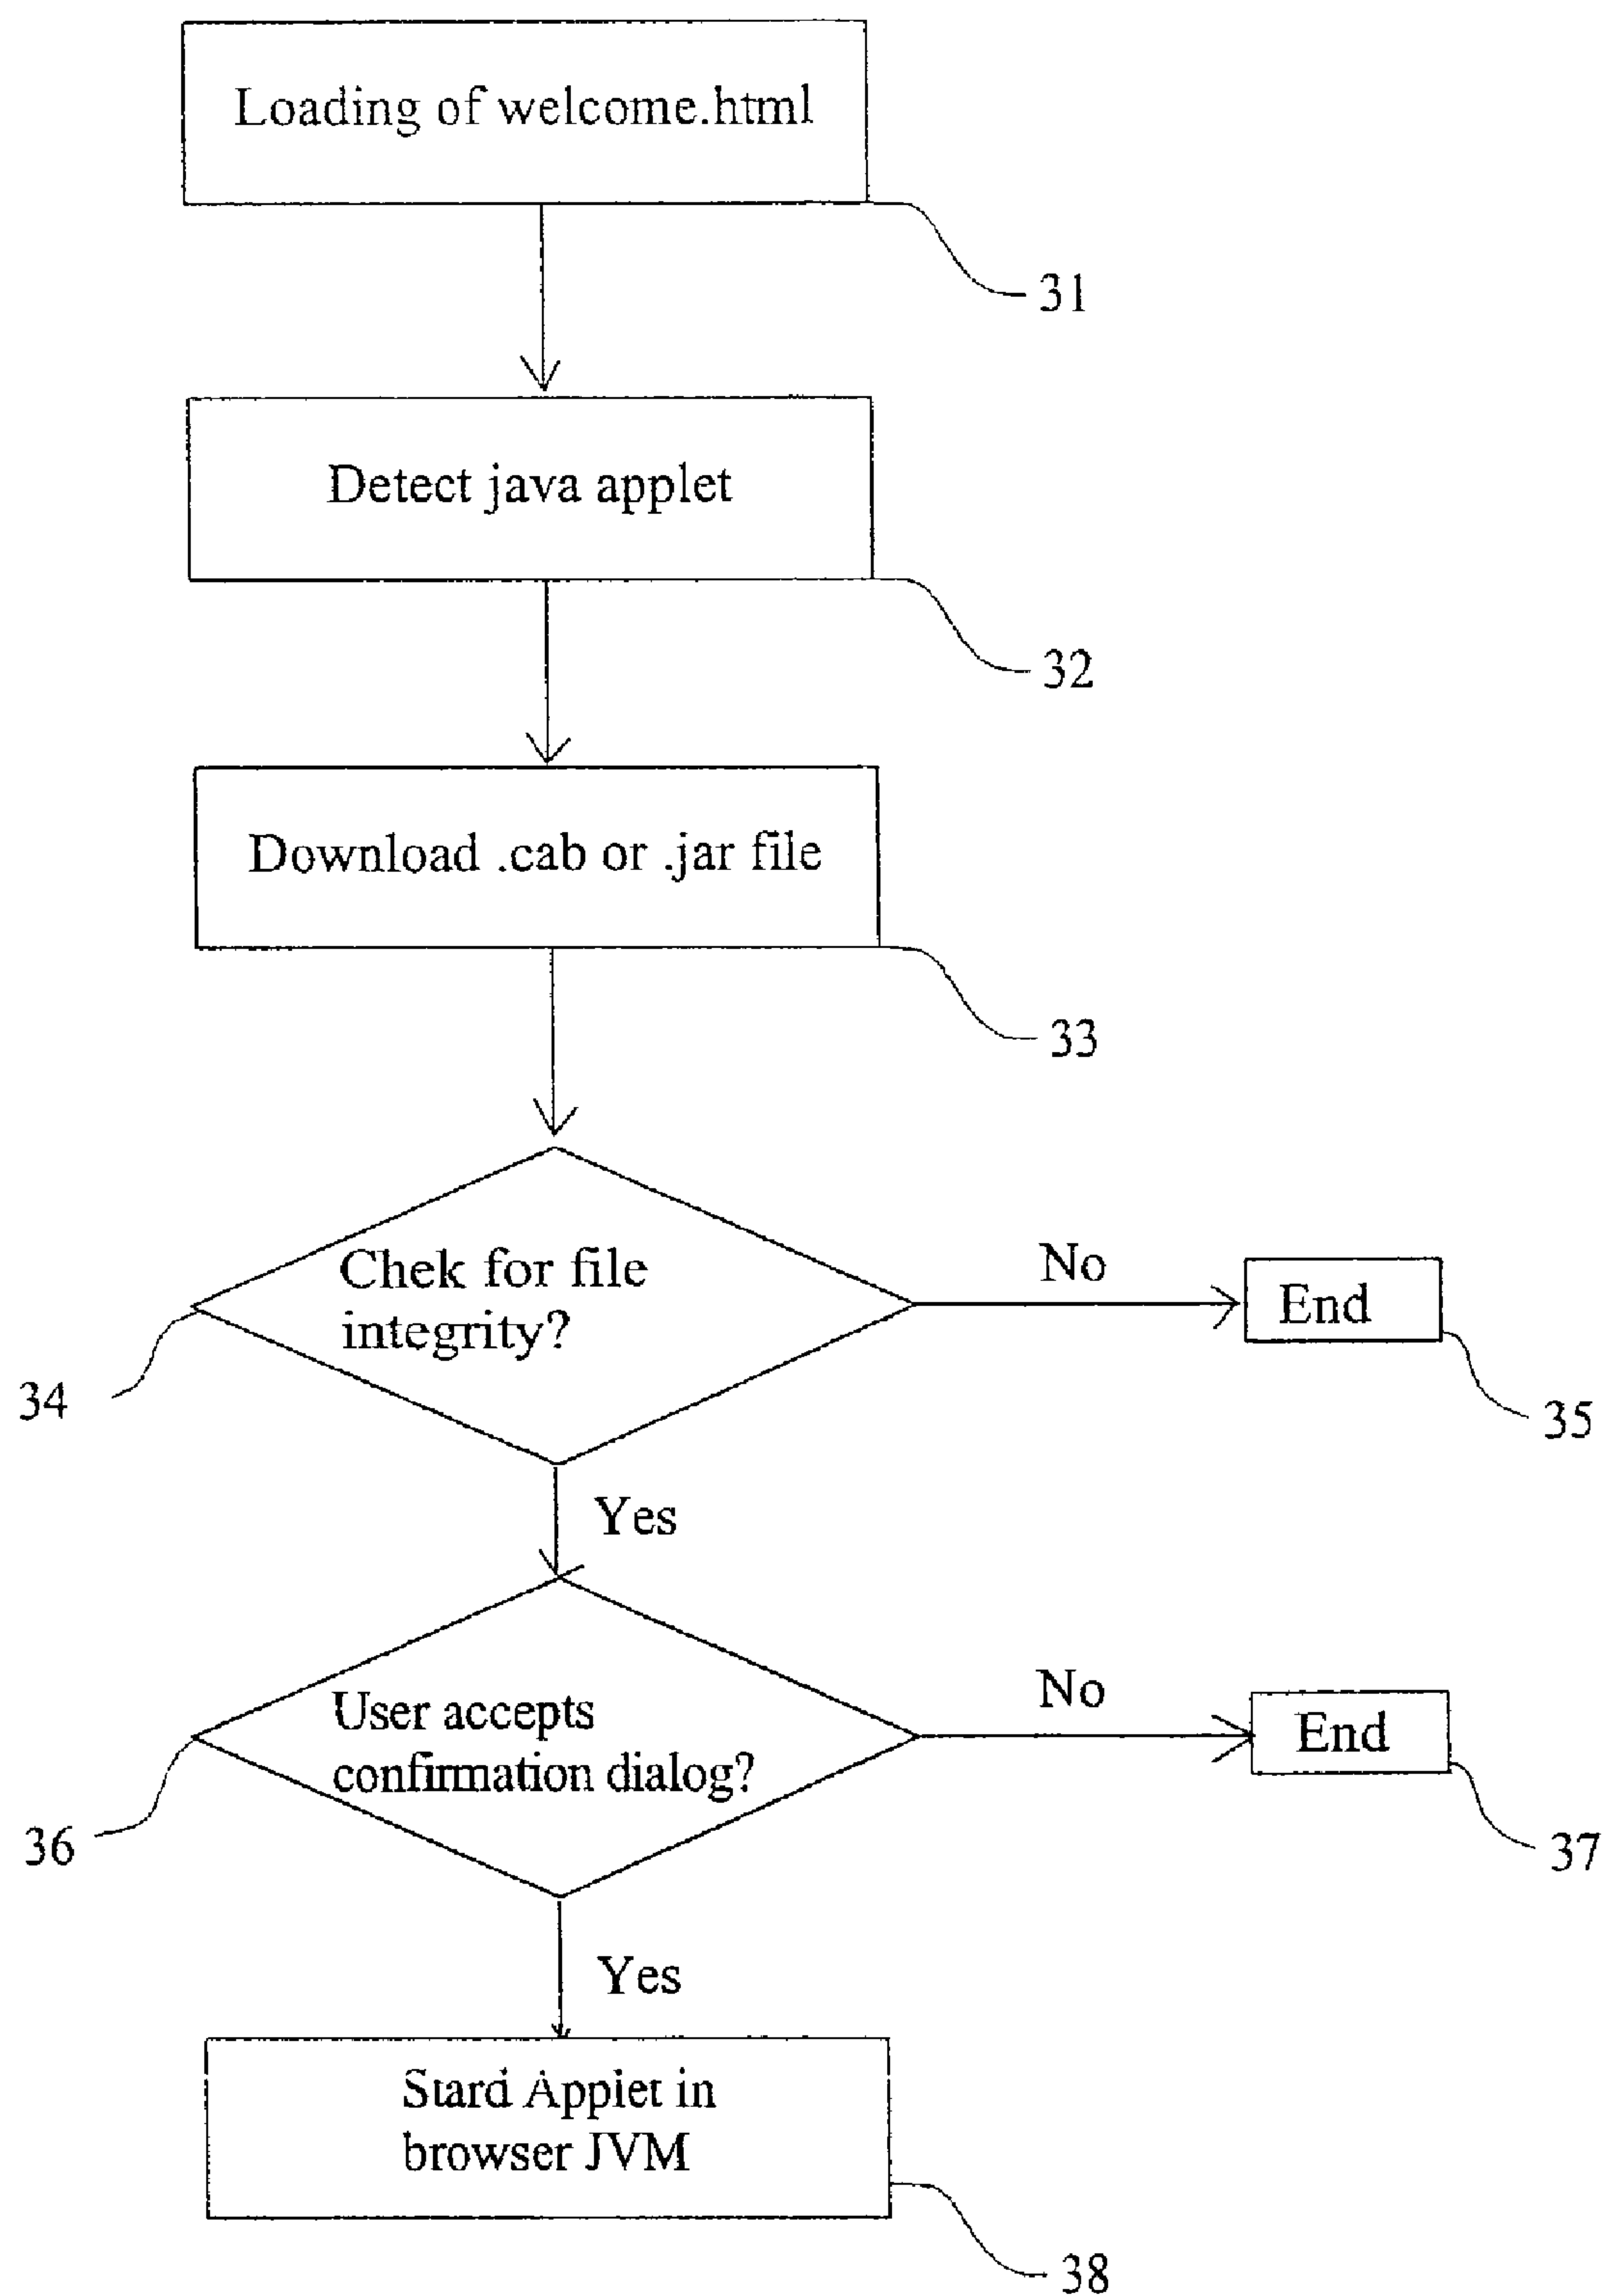 Loading of welcome.html
31
Detect java applet
32
Download .cab or .jar file
33
Chek for file
integrity?
No
End
34
35
Yes
User accepts
confirmation dialog?
No
End
36
37
Yes
Stard Applet in
browser JVM
38